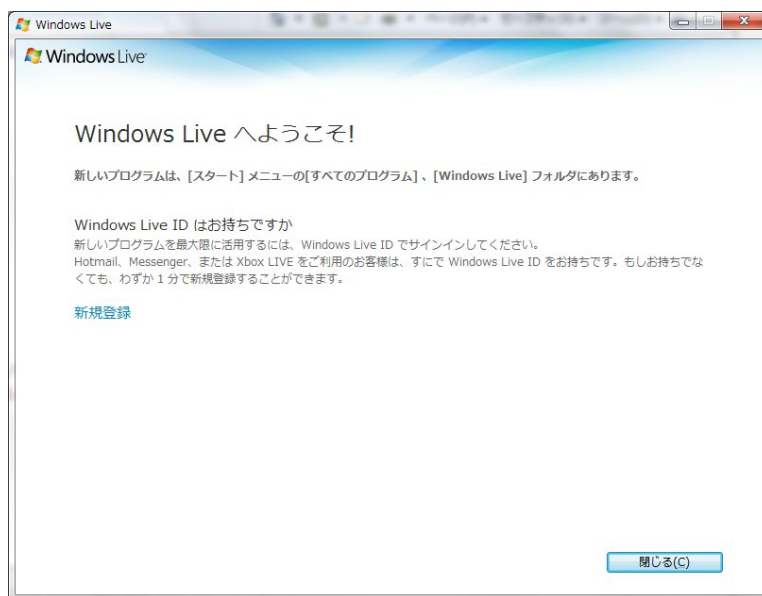 Windows Live
Windows Live
Windows Live へようこそ!
新しいプログラムは、[スタート] メニューの[すべてのプログラム] 、[Windows Live] フォルダにあります。
Windows Live ID はお持ちですか
新しいプログラムを最大限に活用するには、Windows Live ID でサインインしてください。
Hotmail、Messenger、または Xbox LIVE をご利用のお客様は、すでに Windows Live ID をお持ちです。もしお持ちでな
くても、わずか 1 分で新規登録することができます。
新規登録
閉じる(C)